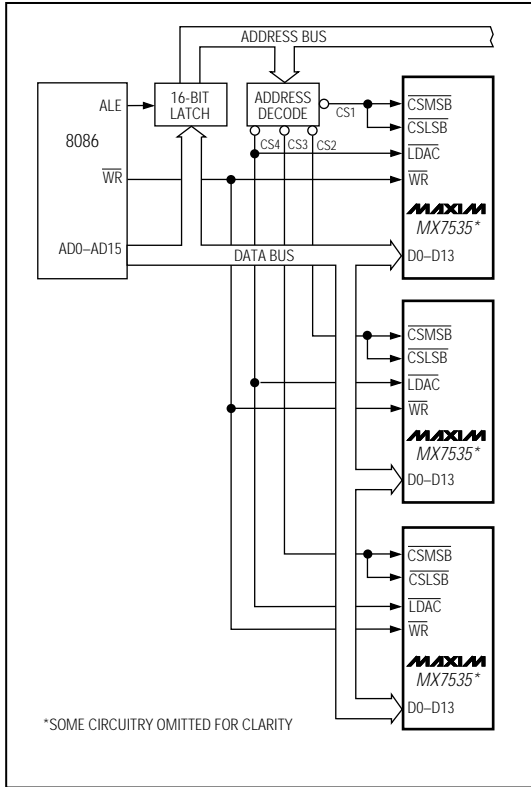 ADDRESS BUS
ALE
16-BIT
LATCH
ADDRESS
DECODE
CS1
CSMSB
CSLSB
8086
CS4 CS3 CS2
LDAC
WR
WR
MAXIM
MX7535*
AD0–AD15
DATA BUS
D0–D13
CSMSB
CSLSB
LDAC
WR
MAXIM
MX7535*
D0–D13
CSMSB
CSLSB
LDAC
WR
MAXIM
MX7535*
D0–D13
*SOME CIRCUITRY OMITTED FOR CLARITY